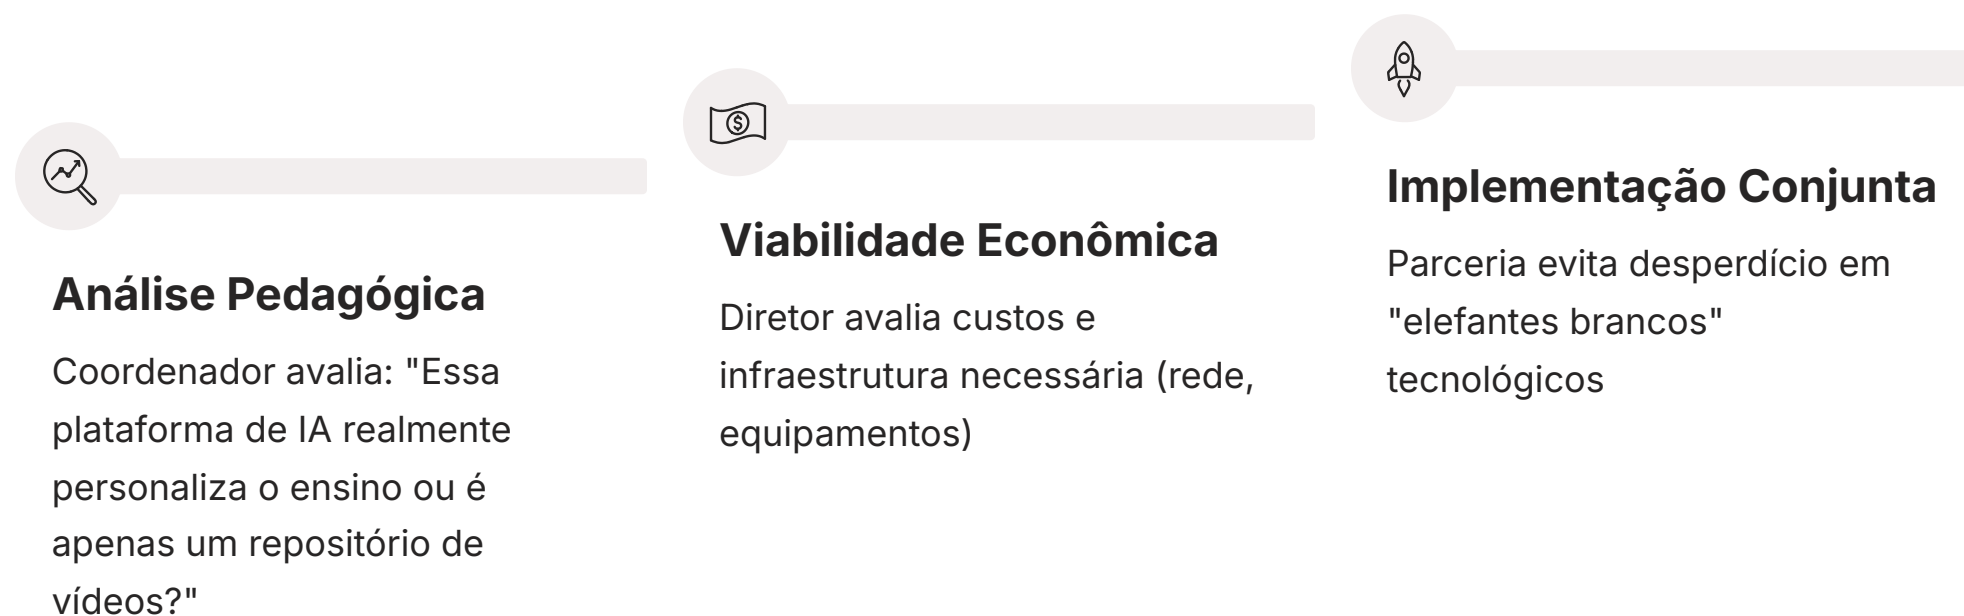 Análise Pedagógica
Coordenador avalia: "Essa
plataforma de IA realmente
personaliza o ensino ou é
apenas um repositório de
vídeos?"
Viabilidade Econômica
Diretor avalia custos e
infraestrutura necessária (rede,
equipamentos)
Implementação Conjunta
Parceria evita desperdício em
"elefantes brancos"
tecnológicos